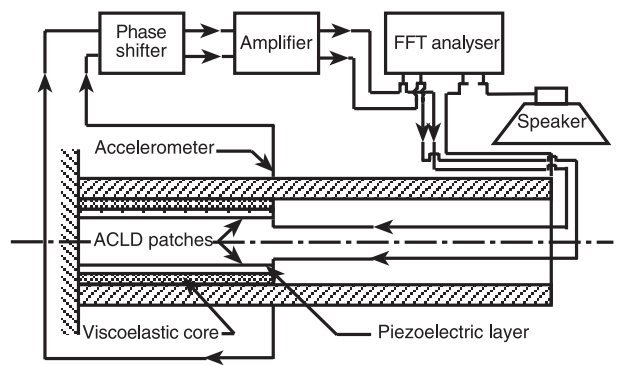 Phase
shifter
Amplifier
FFT analyser
Speaker
Accelerometer
ACLD patches
Viscoelastic core
Piezoelectric layer